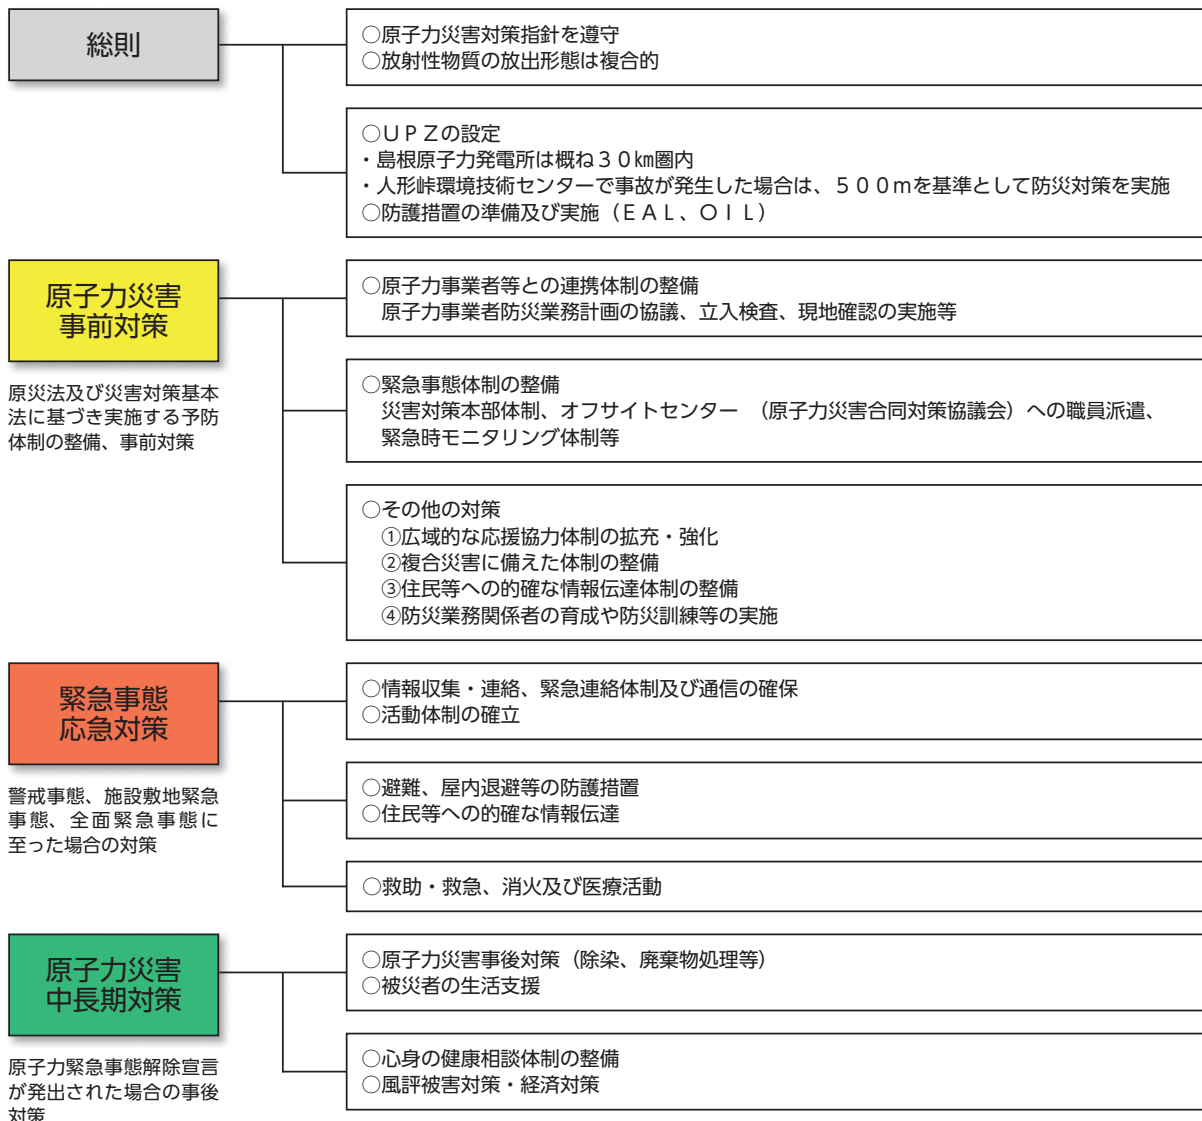 総則
○原子力災害対策指針を遵守
○放射性物質の放出形態は複合的
○ＵＰＺの設定
・島根原子力発電所は概ね３０㎞圏内
・人形峠環境技術センターで事故が発生した場合は、５００ｍを基準として防災対策を実施
○防護措置の準備及び実施（ＥＡＬ、ＯＩＬ）
原子力災害
事前対策
原災法及び災害対策基本
法に基づき実施する予防
体制の整備、事前対策
○原子力事業者等との連携体制の整備
原子力事業者防災業務計画の協議、立入検査、現地確認の実施等
○緊急事態体制の整備
災害対策本部体制、オフサイトセンター　（原子力災害合同対策協議会）への職員派遣、
緊急時モニタリング体制等
○その他の対策
①広域的な応援協力体制の拡充・強化
②複合災害に備えた体制の整備
③住民等への的確な情報伝達体制の整備
④防災業務関係者の育成や防災訓練等の実施
緊急事態
応急対策
警戒事態、施設敷地緊急
事態、全面緊急事態に
至った場合の対策
○情報収集・連絡、緊急連絡体制及び通信の確保
○活動体制の確立
○避難、屋内退避等の防護措置
○住民等への的確な情報伝達
○救助・救急、消火及び医療活動
原子力災害
中長期対策
原子力緊急事態解除宣言
が発出された場合の事後
対策
○原子力災害事後対策（除染、廃棄物処理等）
○被災者の生活支援
○心身の健康相談体制の整備
○風評被害対策・経済対策